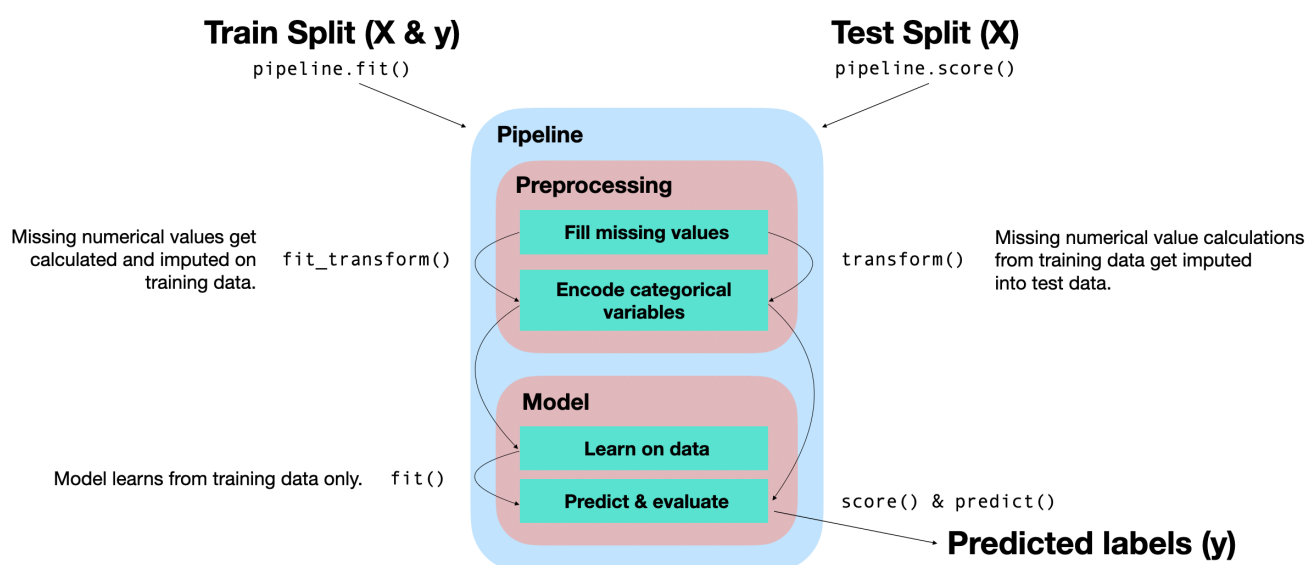 Train Split (X & y)
pipeline.fit()
Test Split (X)
pipeline.score()
Pipeline
Preprocessing
Fill missing values
Encode categorical
variables
Missing numerical values get
calculated and imputed on
training data.
fit_transform()
transform()
Missing numerical value calculations
from training data get imputed
into test data.
Model
Learn on data
Predict & evaluate
Model learns from training data only.
fit()
score() & predict()
Predicted labels (y)